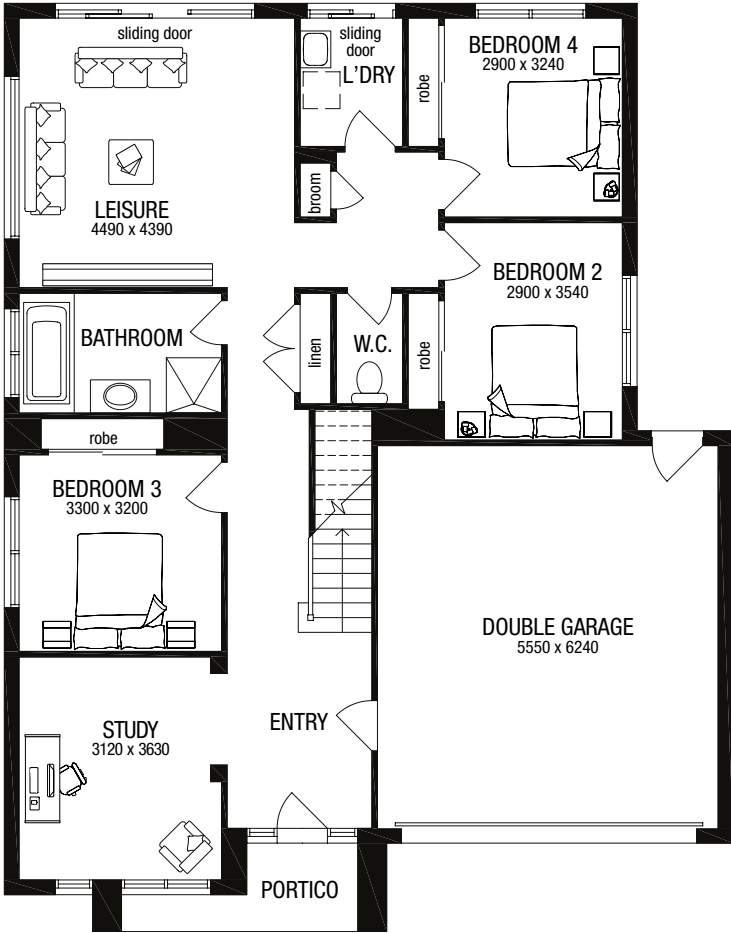 sliding door
sliding
door
L'DRY
robe
BEDROOM 4
2900 x 3240
broom
LEISURE
4490 x 4390
BEDROOM 2
2900 x 3540
BATHROOM
linen
W.C.
robe
robe
BEDROOM 3
3300 x 3200
DOUBLE GARAGE
5550 x 6240
STUDY
3120 x 3630
ENTRY
PORTICO